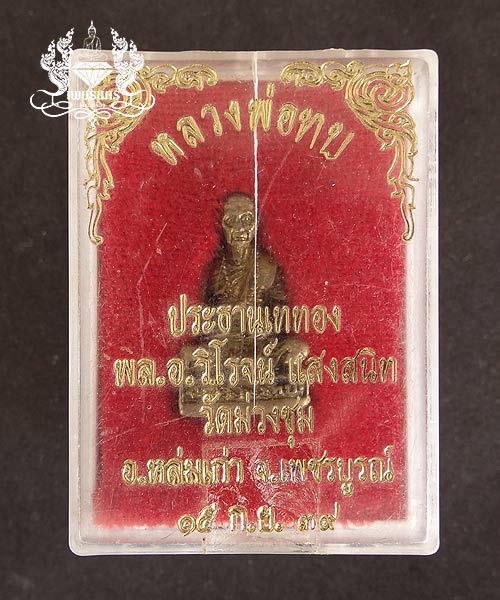 หลวงพ่อทบ
ประธานเททอง
พล.อ.วิโรจน์ แสงสนิท
วัดม่วงชุม
อ.หล่มเก่า จ.เพชรบูรณ์
๑๕ ก.ย. ๓๙